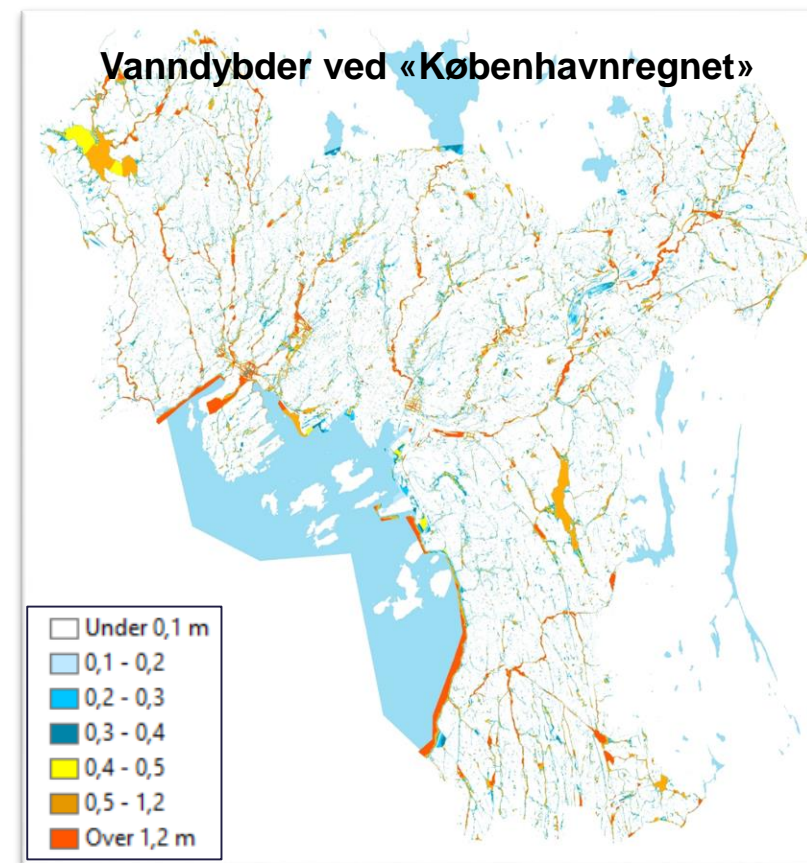 Vanndybder ved «Københavnregnet»
Under 0,1 m
0,1 - 0,2
0,2 - 0,3
0,3 - 0,4
0,4 - 0,5
0,5 - 1,2
Over 1,2 m